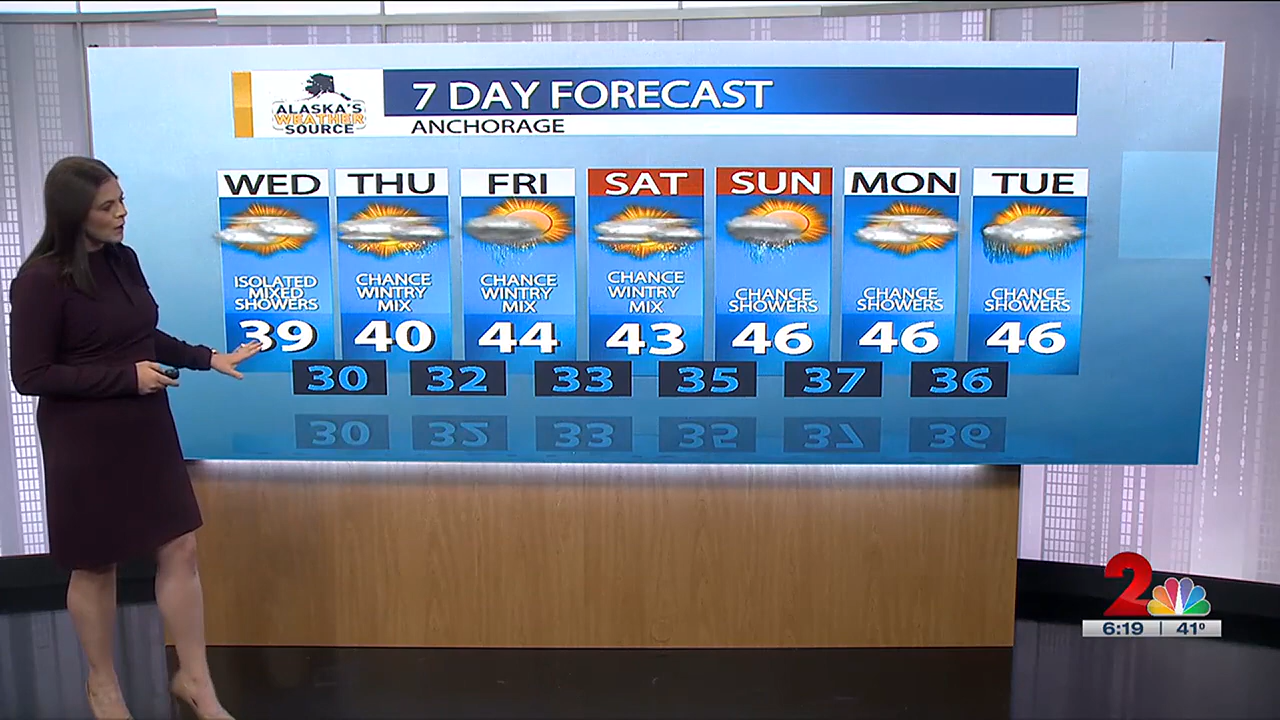 ALASKA'S
WEATHER
SOURCE
7 DAY FORECAST
ANCHORAGE
WED THU FRI SAT SUN MON TUE
ISOLATED
MIXED
SHOWERS
CHANCE
WINTRY
MIX
CHANCE
WINTRY
MIX
CHANCE
WINTRY
MIX
CHANCE
SHOWERS
CHANCE
SHOWERS
CHANCE
SHOWERS
39 40 44 43 46 46 46
30 32 33 35 37 36
2
6:19 | 41º